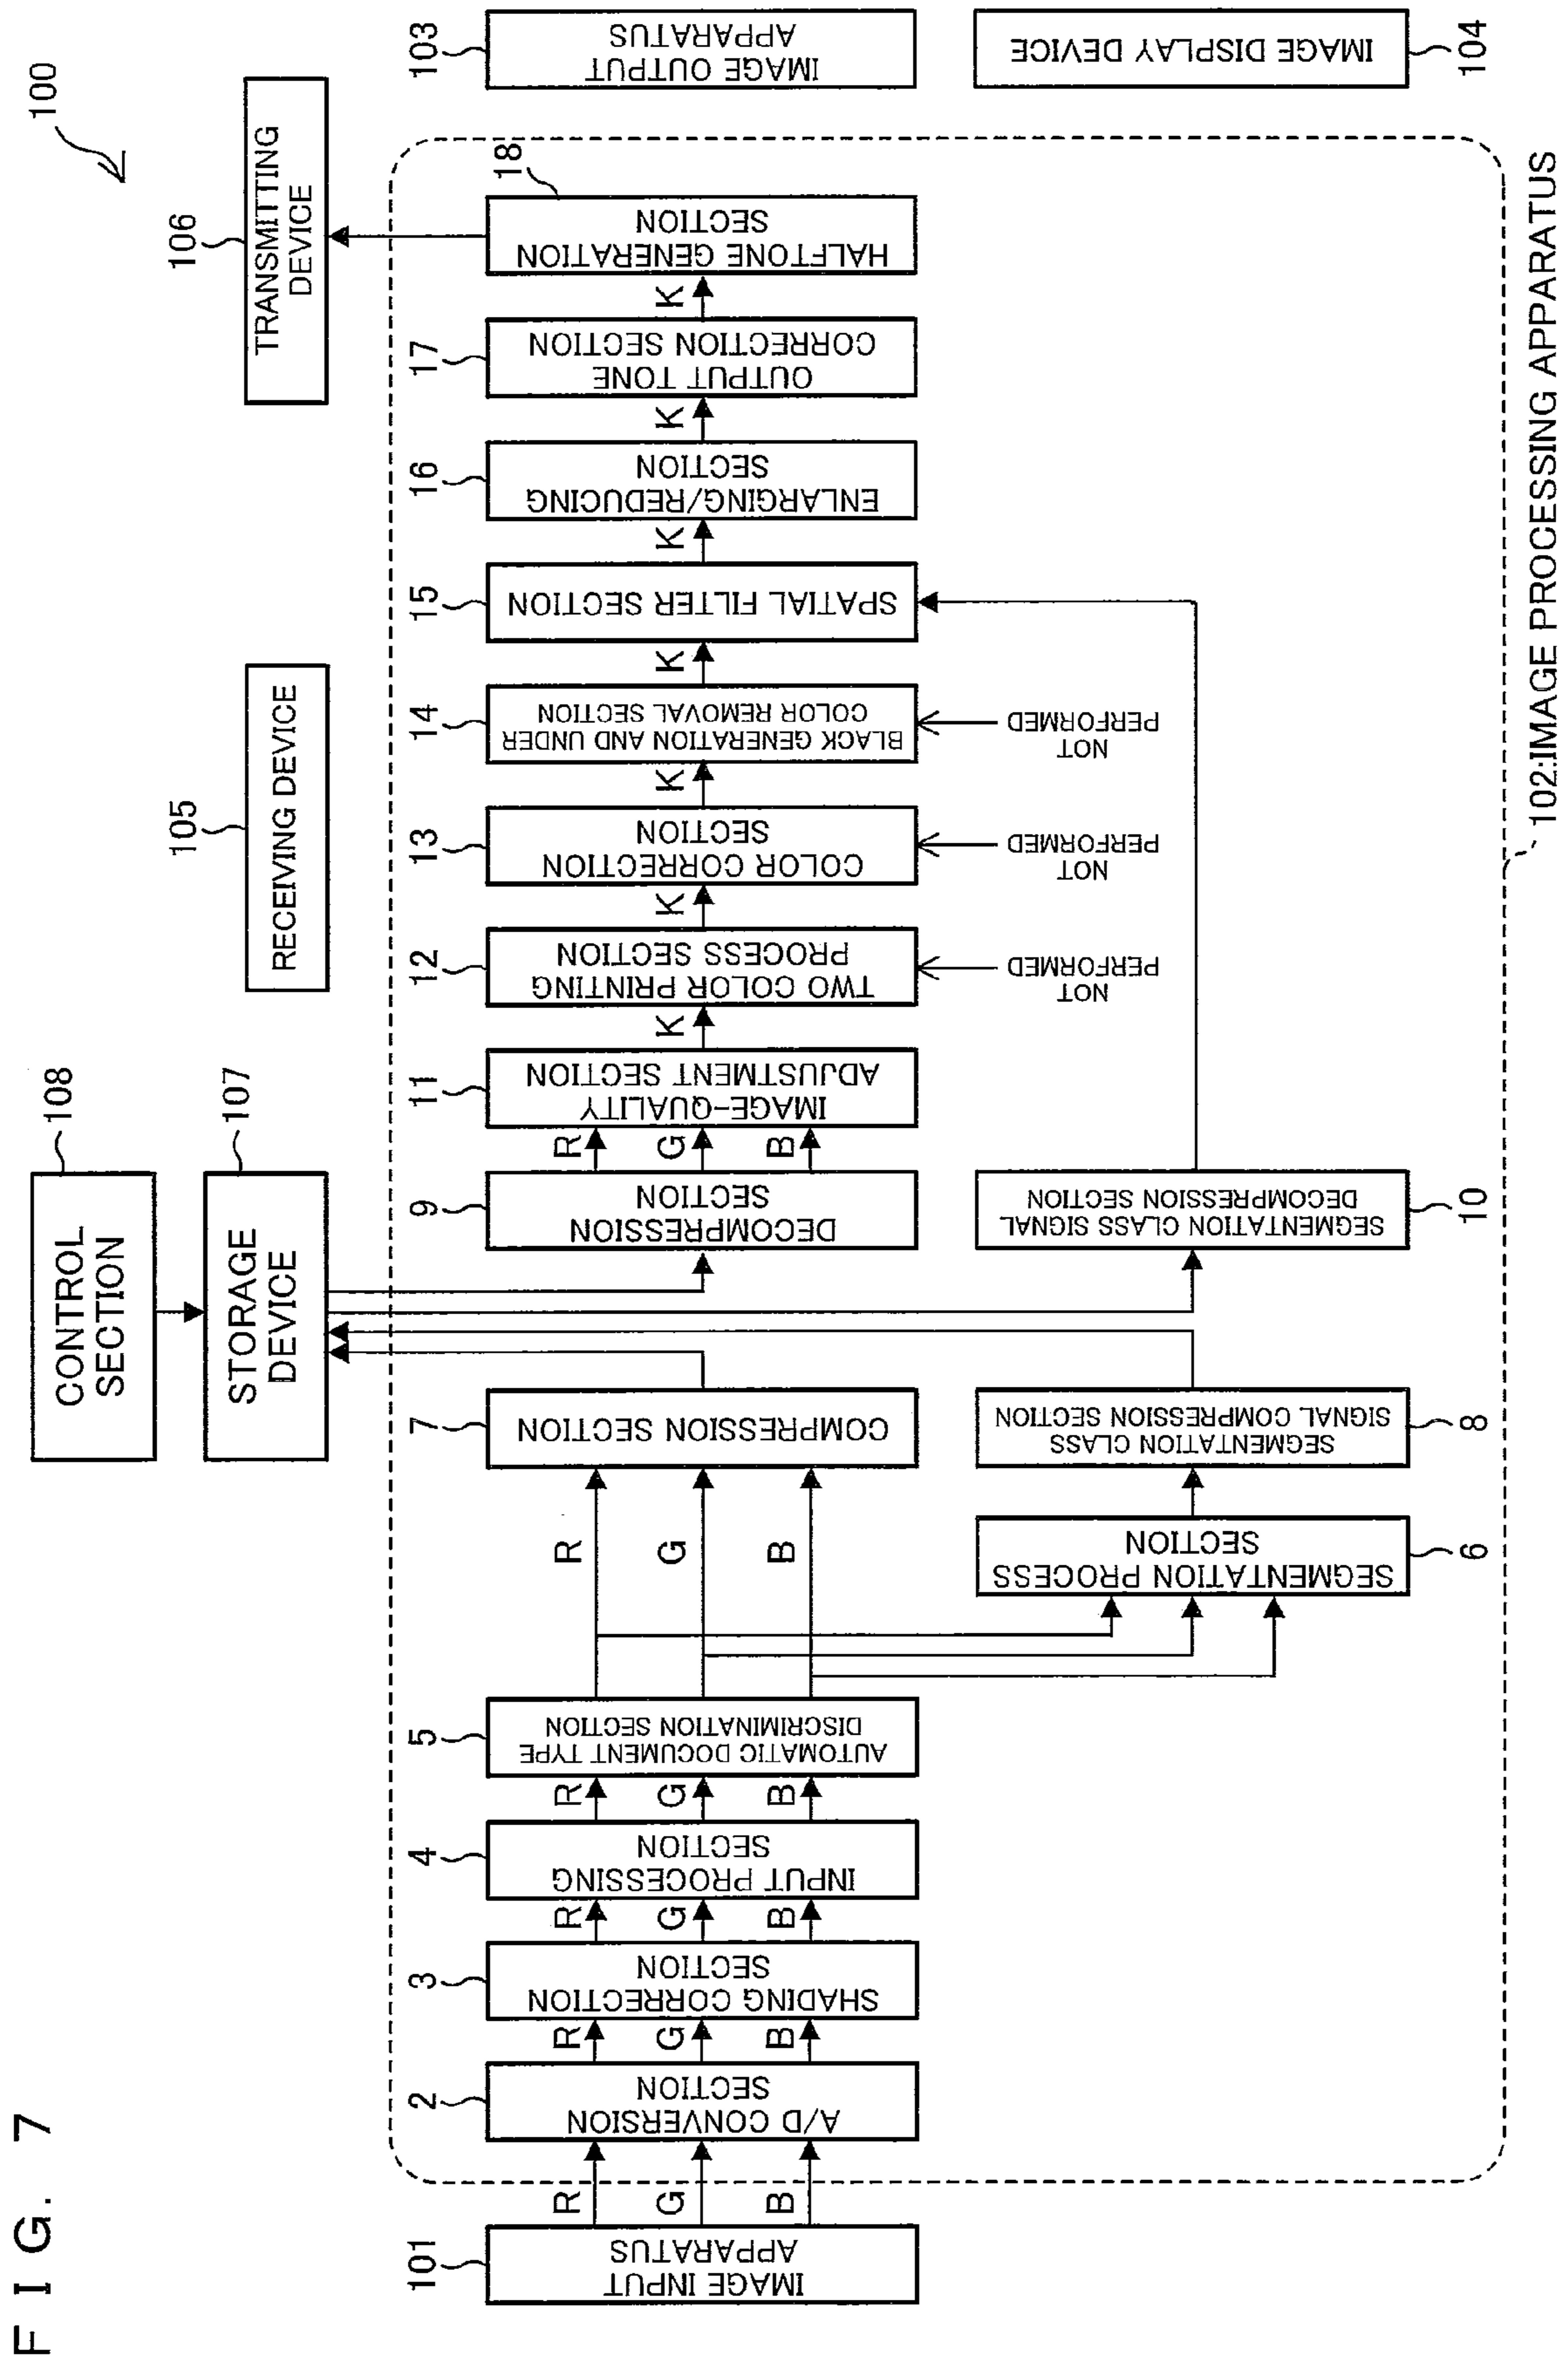 FIG. 7
100
CONTROL
SECTION
108
STORAGE
DEVICE
107
RECEIVING DEVICE
105
TRANSMITTING
DEVICE
106
IMAGE INPUT
APPARATUS
101
R
G
B
A/D CONVERSION
SECTION
2
R
G
B
SHADING CORRECTION
SECTION
3
R
G
B
INPUT PROCESSING
SECTION
4
R
G
B
AUTOMATIC DOCUMENT TYPE
DISCRIMINATION SECTION
5
R
G
B
COMPRESSION SECTION
7
SEGMENTATION PROCESS
SECTION
6
SEGMENTATION CLASS
SIGNAL COMPRESSION SECTION
8
DECOMPRESSION
SECTION
9
SEGMENTATION CLASS SIGNAL
DECOMPRESSION SECTION
10
R
G
B
IMAGE-QUALITY
ADJUSTMENT SECTION
11
K
TWO COLOR PRINTING
PROCESS SECTION
12
NOT
PERFORMED
K
COLOR CORRECTION
SECTION
13
NOT
PERFORMED
K
BLACK GENERATION AND UNDER
COLOR REMOVAL SECTION
14
NOT
PERFORMED
K
SPATIAL FILTER SECTION
15
K
ENLARGING/REDUCING
SECTION
16
K
OUTPUT TONE
CORRECTION SECTION
17
K
HALFTONE GENERATION
SECTION
18
IMAGE OUTPUT
APPARATUS
103
IMAGE DISPLAY DEVICE
104
102:IMAGE PROCESSING APPARATUS